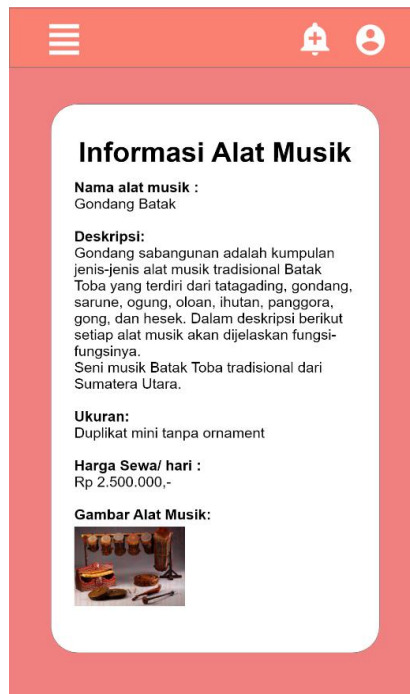 Informasi Alat Musik
Nama alat musik :
Gondang Batak
Deskripsi:
Gondang sabangunan adalah kumpulan
jenis-jenis alat musik tradisional Batak
Toba yang terdiri dari tatagading, gondang,
sarune, ogung, oloan, ihutan, panggora,
gong, dan hesek. Dalam deskripsi berikut
setiap alat musik akan dijelaskan fungsi-
fungsinya.
Seni musik Batak Toba tradisional dari
Sumatera Utara.
Ukuran:
Duplikat mini tanpa ornament
Harga Sewa/ hari :
Rp 2.500.000,-
Gambar Alat Musik: